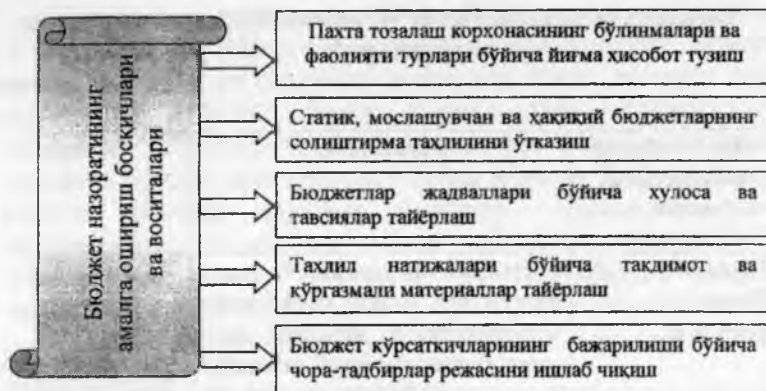 Бюджет назоратининг
амалга ошириш босқичлари
ва воситалари
Пахта тозалаш корхонасининг бўлинмалари ва
фаолияти турлари бўйича йиғма ҳисобот тузиш
Статик, мослашувчан ва ҳақиқий бюджетларнинг
солиштирма таҳлилини ўтказиш
Бюджетлар жадваллари бўйича хулоса ва
тавсиялар тайёрлаш
Таҳлил натижалари бўйича тақдимот ва
кўргазмали материаллар тайёрлаш
Бюджет кўрсаткичларининг бажарилиши бўйича
чора-тадбирлар режасини ишлаб чиқиш